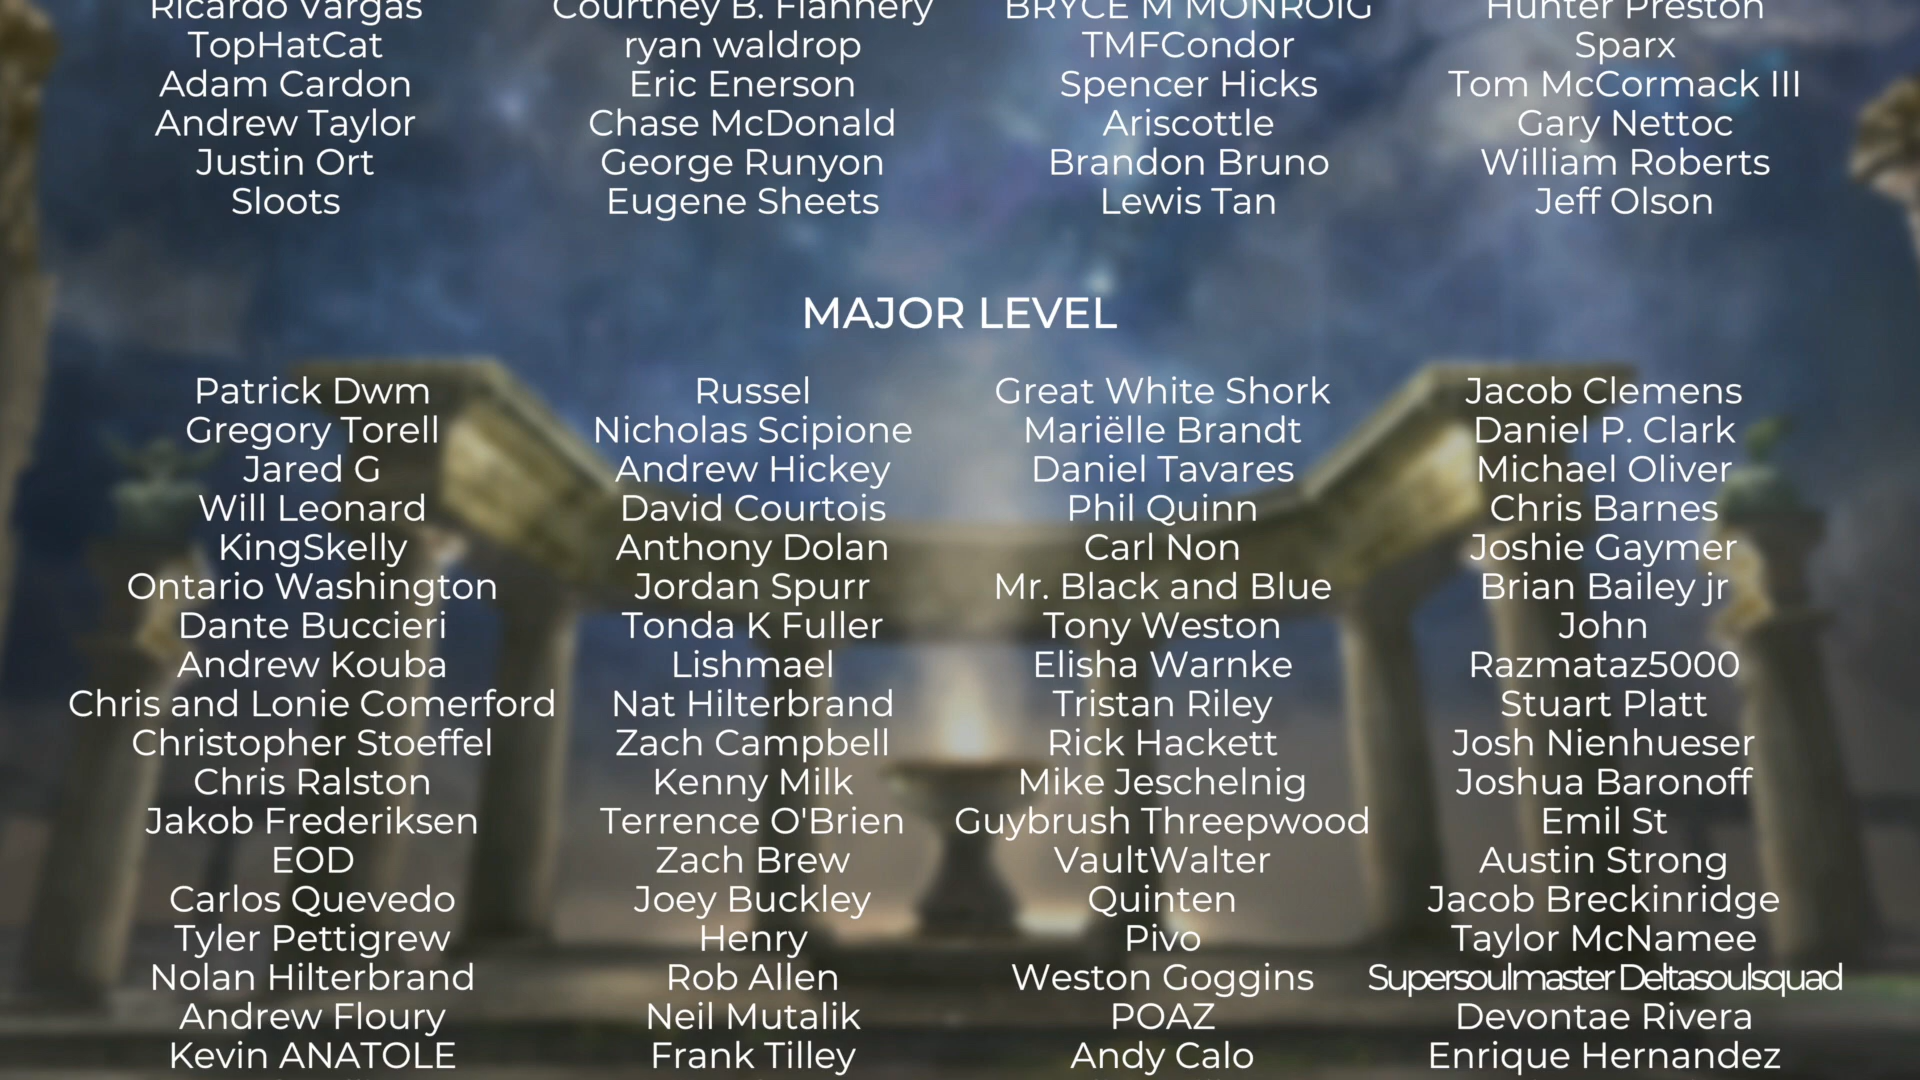 Ricardo Vargas Courtney B. Flannery BRYCE M MONROIG Hunter Preston
TopHatCat ryan waldrop TMFCondor Sparx
Adam Cardon Eric Enerson Spencer Hicks Tom McCormack III
Andrew Taylor Chase McDonald Ariscottle Gary Nettoc
Justin Ort George Runyon Brandon Bruno William Roberts
Sloots Eugene Sheets Lewis Tan Jeff Olson
MAJOR LEVEL
Patrick Dwm Russel Great White Shork Jacob Clemens
Gregory Torell Nicholas Scipione Mariëlle Brandt Daniel P. Clark
Jared G Andrew Hickey Daniel Tavares Michael Oliver
Will Leonard David Courtois Phil Quinn Chris Barnes
KingSkelly Anthony Dolan Carl Non Joshie Gaymer
Ontario Washington Jordan Spurr Mr. Black and Blue Brian Bailey jr
Dante Buccieri Tonda K Fuller Tony Weston John
Andrew Kouba Lishmael Elisha Warnke Razmataz5000
Chris and Lonie Comerford Nat Hilterbrand Tristan Riley Stuart Platt
Christopher Stoeffel Zach Campbell Rick Hackett Josh Nienhueser
Chris Ralston Kenny Milk Mike Jeschelnig Joshua Baronoff
Jakob Frederiksen Terrence O'Brien Guybrush Threepwood Emil St
EOD Zach Brew VaultWalter Austin Strong
Carlos Quevedo Joey Buckley Quinten Jacob Breckinridge
Tyler Pettigrew Henry Pivo Taylor McNamee
Nolan Hilterbrand Rob Allen Weston Goggins Supersoulmaster Deltasoulsquad
Andrew Floury Neil Mutalik POAZ Devontae Rivera
Kevin ANATOLE Frank Tilley Andy Calo Enrique Hernandez